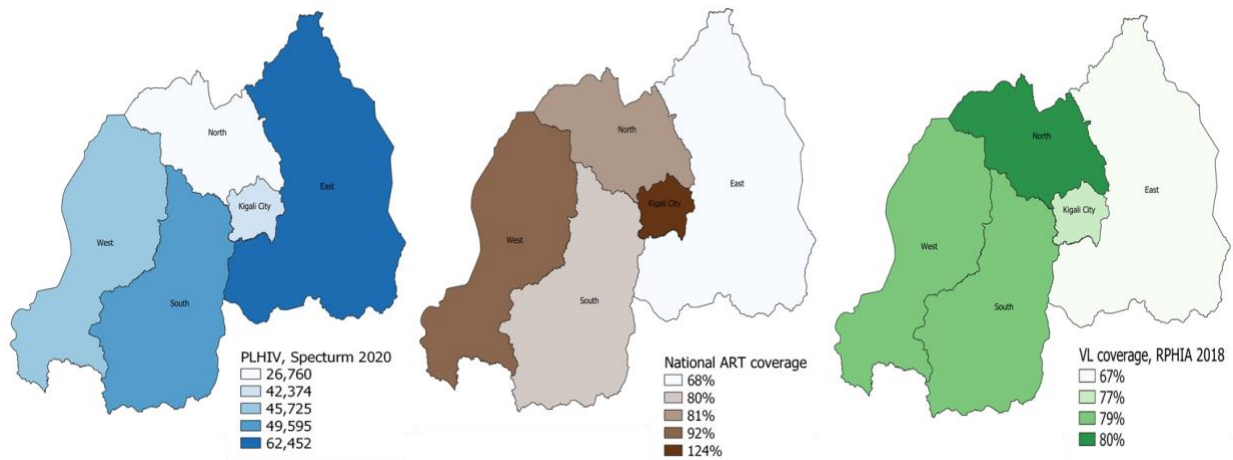 North
East
Kigali City
West
South
PLHIV, Specturm 2020
26,760
42,374
45,725
49,595
62,452
North
East
Kigali City
West
South
National ART coverage
68%
80%
81%
92%
124%
North
East
Kigali City
West
South
VL coverage, RPHIA 2018
67%
77%
79%
80%